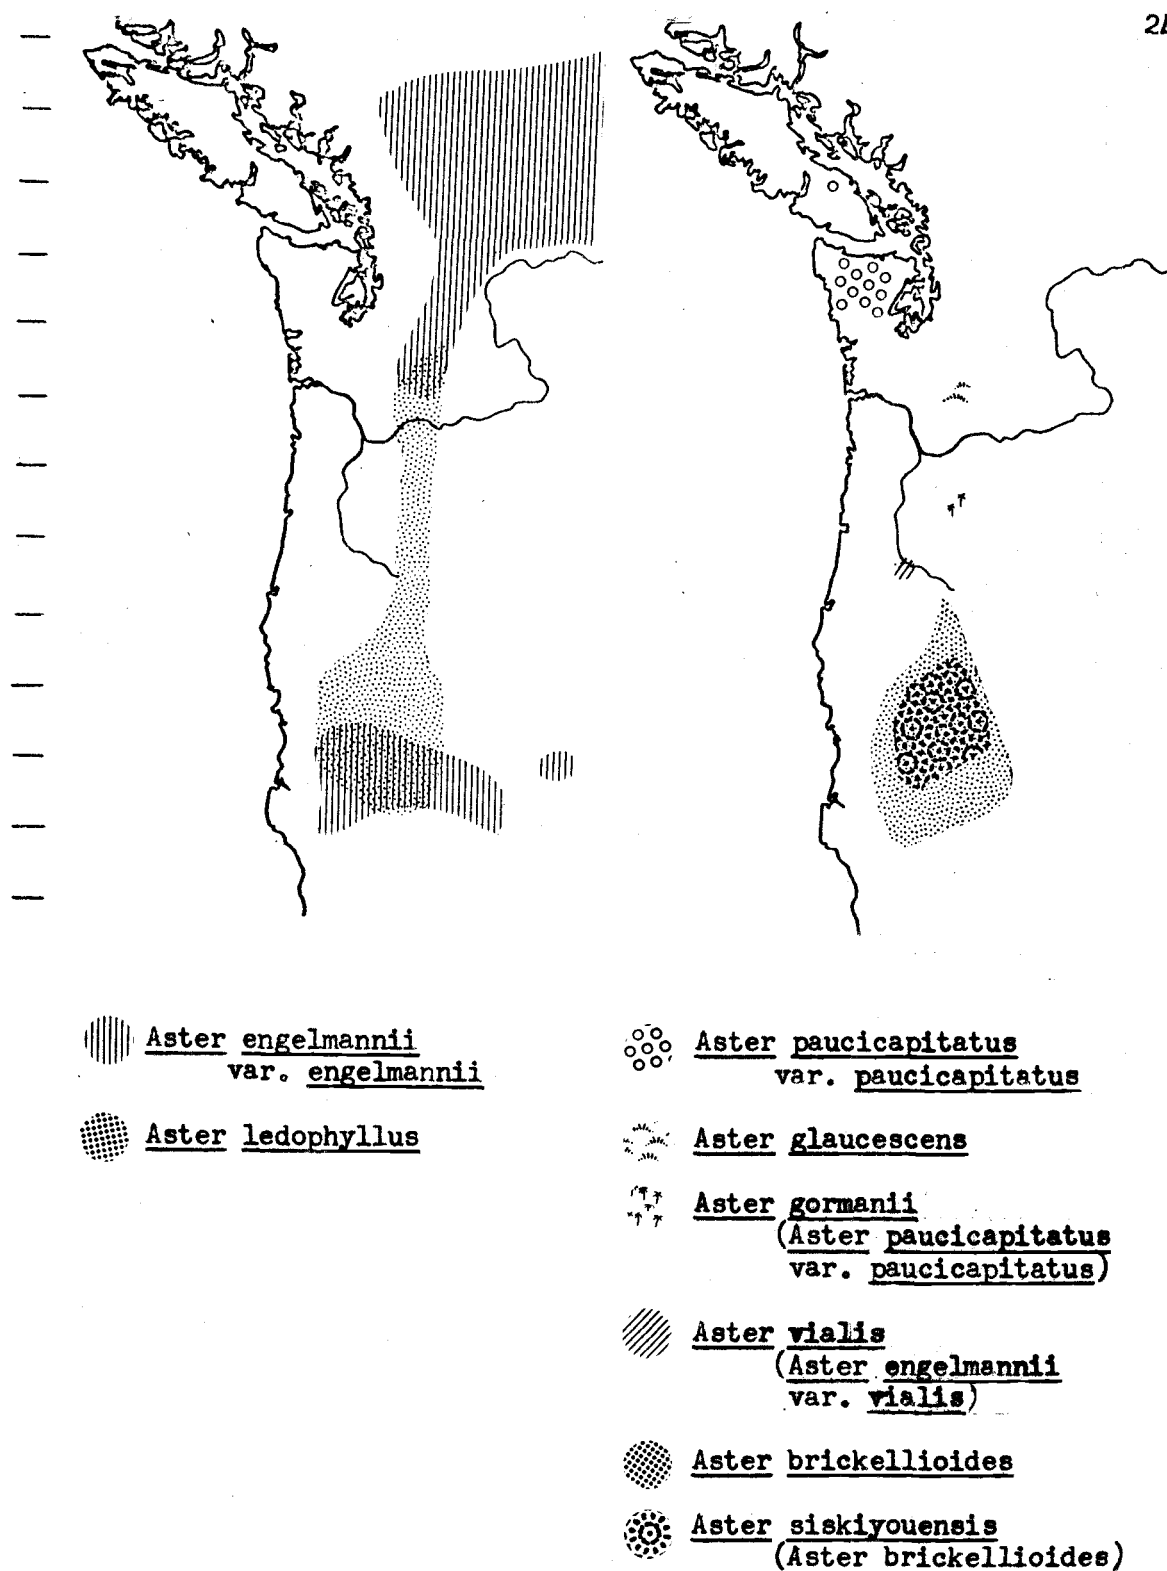 Aster engelmannii
var. engelmannii
Aster ledophyllus
Aster paucicapitatus
var. paucicapitatus
Aster glaucescens
Aster gormanii
(Aster paucicapitatus
var. paucicapitatus)
Aster vialis
(Aster engelmannii
var. vialis)
Aster brickellioides
Aster siskiyouensis
(Aster brickellioides)